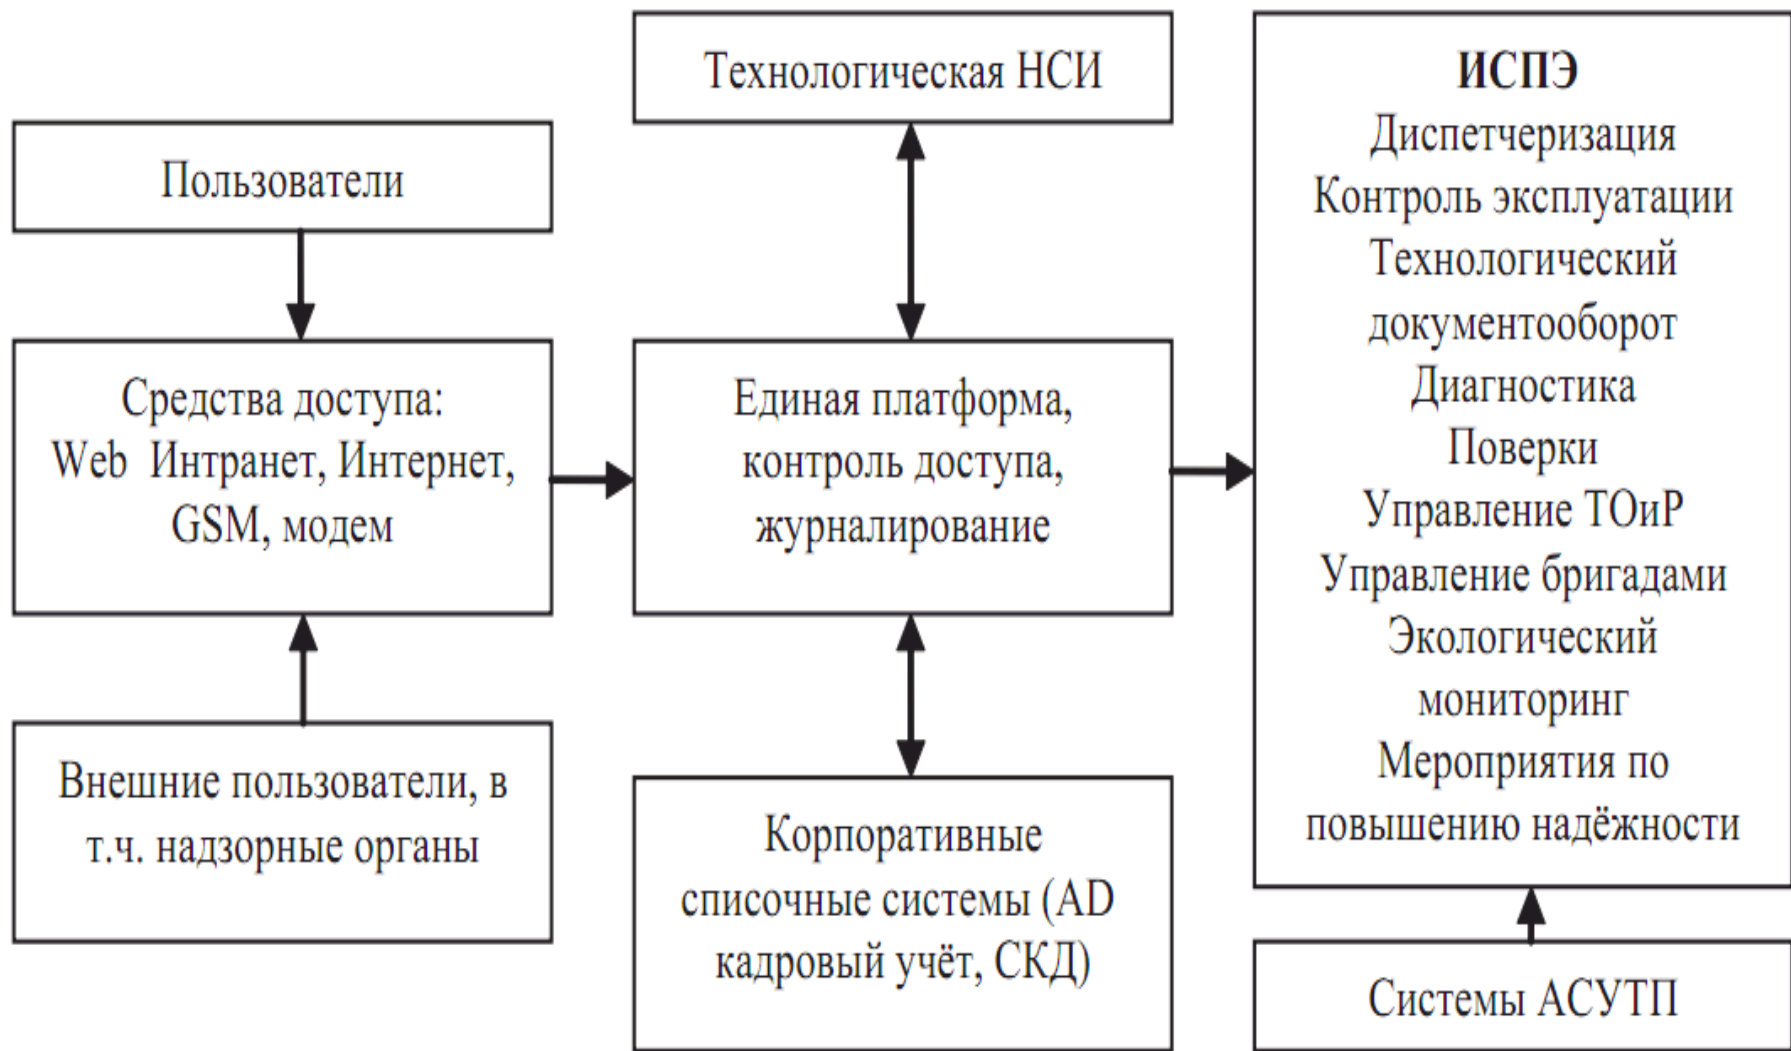 Пользователи
Средства доступа:
Web Интранет, Интернет,
GSM, модем
Внешние пользователи, в
т.ч. надзорные органы
Технологическая НСИ
Единая платформа,
контроль доступа,
журналирование
Корпоративные
списочные системы (AD
кадровый учёт, СКД)
ИСПЭ
Диспетчеризация
Контроль эксплуатации
Технологический
документооборот
Диагностика
Поверки
Управление ТОиР
Управление бригадами
Экологический
мониторинг
Мероприятия по
повышению надёжности
Системы АСУТП